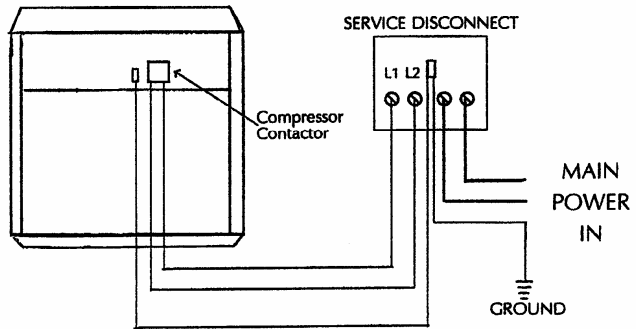 SERVICE DISCONNECT
L1 L2
Compressor
Contactor
MAIN
POWER
IN
GROUND